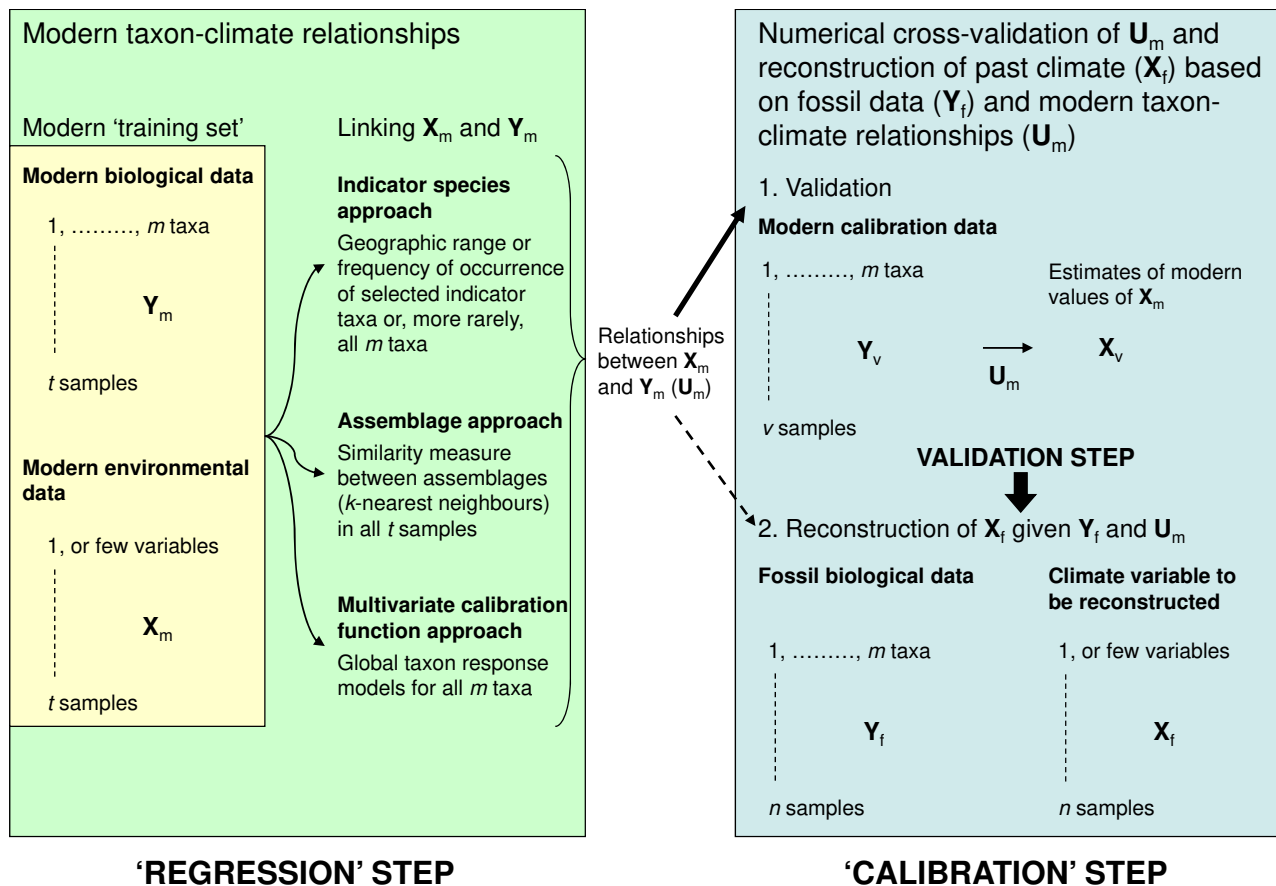 Modern taxon-climate relationships
Modern ‘training set’
Modern biological data
1, ………, m taxa
Ym
t samples
Modern environmental
data
1, or few variables
Xm
t samples
Linking Xm and Ym
Indicator species
approach
Geographic range or
frequency of occurrence
of selected indicator
taxa or, more rarely,
all m taxa
Assemblage approach
Similarity measure
between assemblages
(k-nearest neighbours)
in all t samples
Multivariate calibration
function approach
Global taxon response
models for all m taxa
‘REGRESSION’ STEP
Relationships
between Xm
and Ym (Um)
Numerical cross-validation of Um and
reconstruction of past climate (Xf) based
on fossil data (Yf) and modern taxon-
climate relationships (Um)
1. Validation
Modern calibration data
1, ………, m taxa
Yv
v samples
Um
Estimates of modern
values of Xm
Xv
VALIDATION STEP
2. Reconstruction of Xf given Yf and Um
Fossil biological data
1, ………, m taxa
Yf
n samples
Climate variable to
be reconstructed
1, or few variables
Xf
n samples
‘CALIBRATION’ STEP